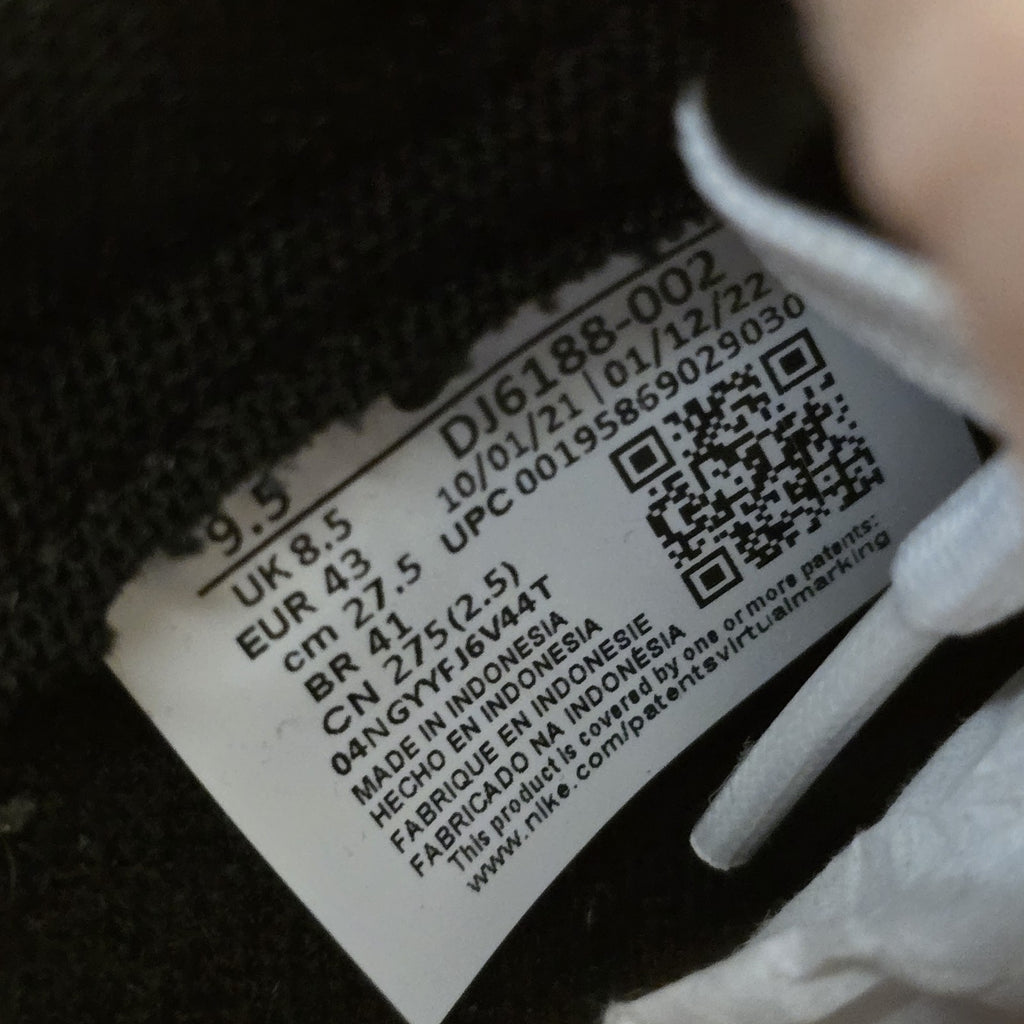 9.5
DJ6188-002
10/01/21 | 01/12/22
UPC 00195869029030
UK 8.5
EUR 43
cm 27.5
BR 41
CN 275(2.5)
04NGYYFJ6V44T
MADE IN INDONESIA
HECHO EN INDONESIA
FABRIQUE EN INDONESIE
FABRICADO NA INDONÉSIA
This product is covered by one or more patents:
www.nike.com/patentsvirtualmarking